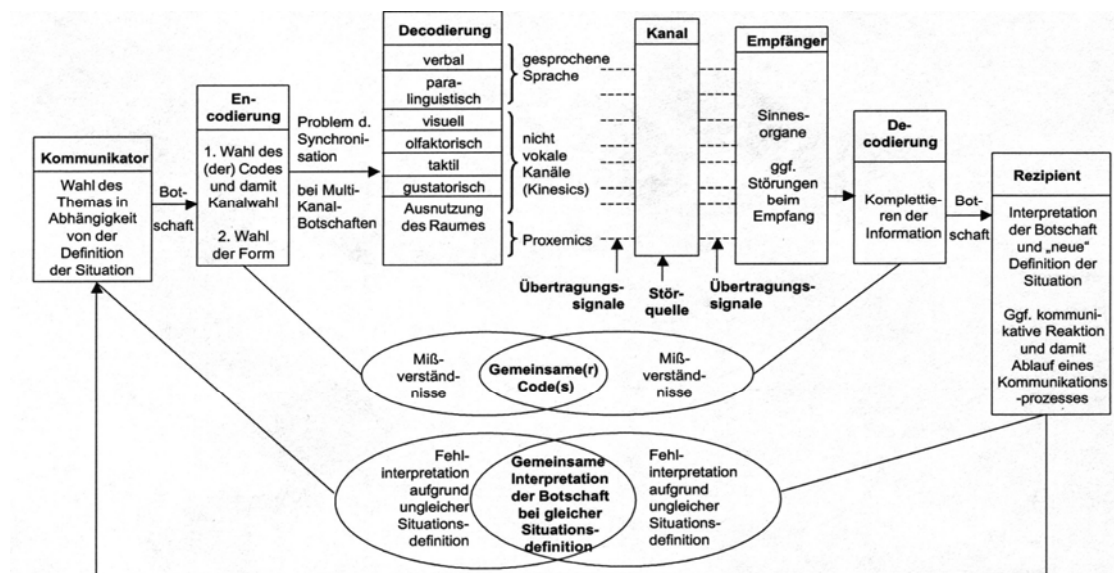 Kommunikator
Wahl des
Themas in
Abhängigkeit
von der
Definition
der Situation
Bot-
schaft
En-
codierung
1. Wahl des
(der) Codes
und damit
Kanalwahl
2. Wahl
der Form
Problem d.
Synchroni-
sation
bei Multi-
Kanal-
Botschaften
Decodierung
verbal
para-
linguistisch
visuell
olfaktorisch
taktil
gustatorisch
Ausnutzung
des Raumes
gesprochene
Sprache
nicht
vokale
Kanäle
(Kinesics)
Proxemics
Übertragungs-
signale
Kanal
Stör-
quelle
Übertragungs-
signale
Empfänger
Sinnes-
organe
ggf.
Störungen
beim
Empfang
De-
codierung
Komplettie-
ren der
Information
Bot-
schaft
Rezipient
Interpretation
der Botschaft
und „neue“
Definition der
Situation
Ggf. kommuni-
kative Reaktion
und damit
Ablauf eines
Kommunikations
-prozesses
Miß-
verständ-
nisse
Gemeinsame(r)
Code(s)
Miß-
verständ-
nisse
Fehl-
interpretation
aufgrund
ungleicher
Situations-
definition
Gemeinsame
Interpretation
der Botschaft
bei gleicher
Situations-
definition
Fehl-
interpretation
aufgrund
ungleicher
Situations-
definition